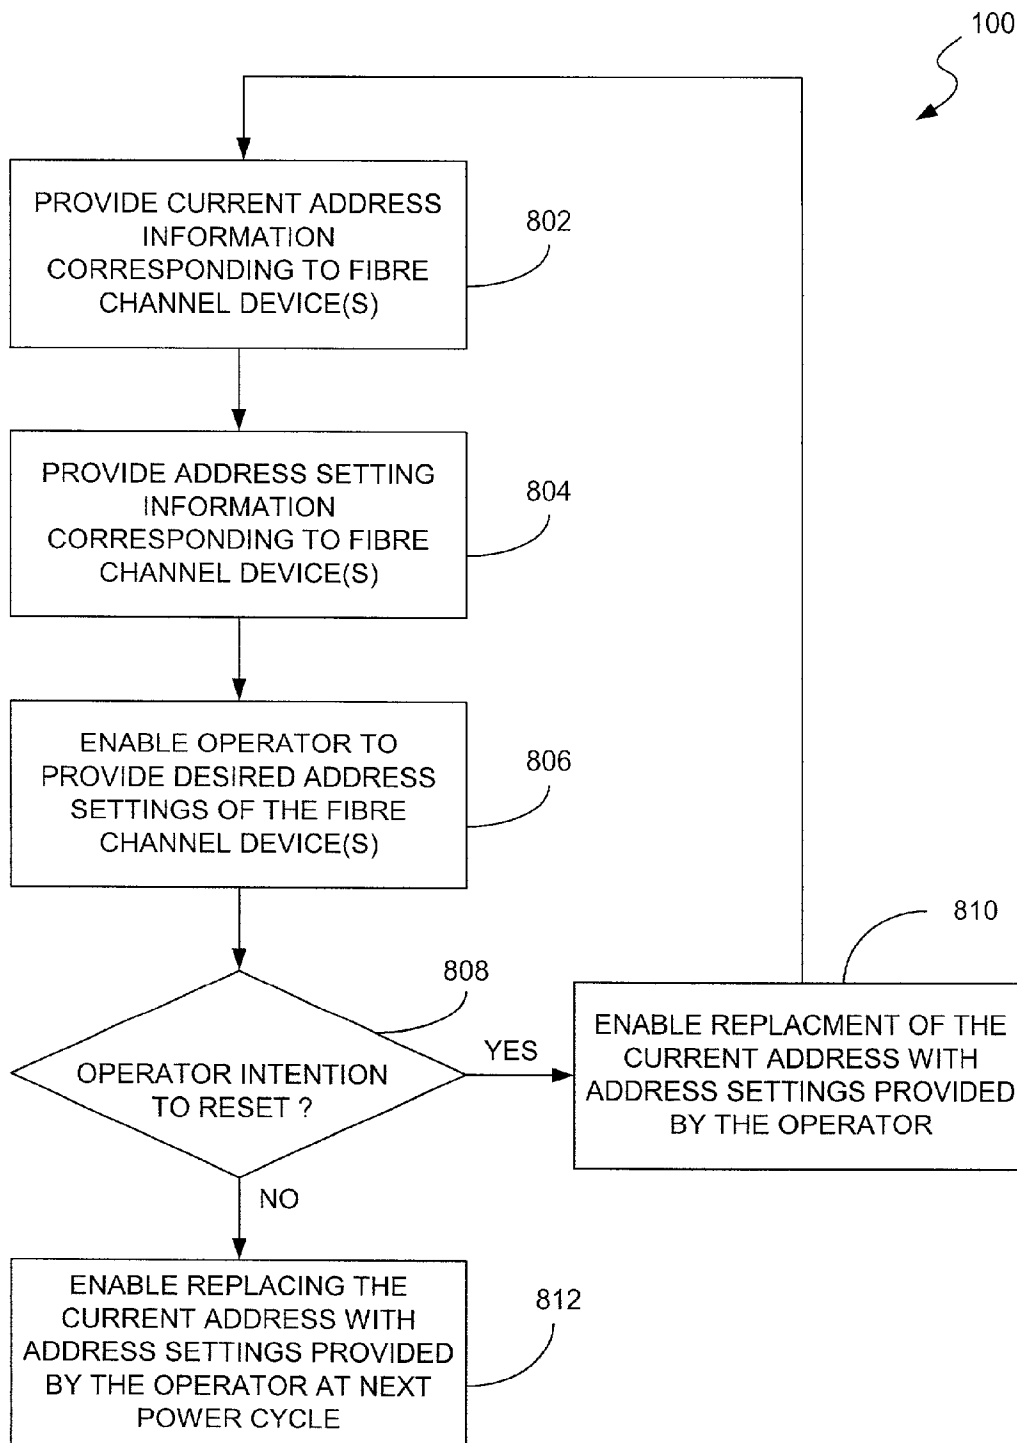 100
PROVIDE CURRENT ADDRESS
INFORMATION
CORRESPONDING TO FIBRE
CHANNEL DEVICE(S)
802
PROVIDE ADDRESS SETTING
INFORMATION
CORRESPONDING TO FIBRE
CHANNEL DEVICE(S)
804
ENABLE OPERATOR TO
PROVIDE DESIRED ADDRESS
SETTINGS OF THE FIBRE
CHANNEL DEVICE(S)
806
OPERATOR INTENTION
TO RESET ?
808
YES
ENABLE REPLACMENT OF THE
CURRENT ADDRESS WITH
ADDRESS SETTINGS PROVIDED
BY THE OPERATOR
810
NO
ENABLE REPLACING THE
CURRENT ADDRESS WITH
ADDRESS SETTINGS PROVIDED
BY THE OPERATOR AT NEXT
POWER CYCLE
812